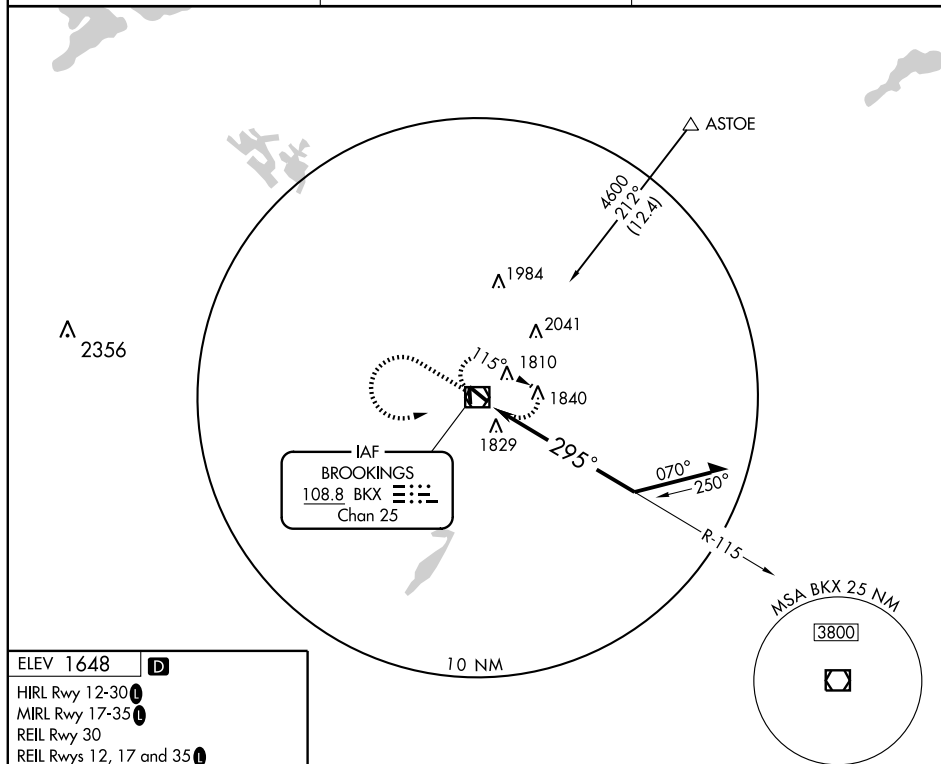 ASTOE
4600
212°
(12.4)
1984
2041
2356
115°
1810
1840
1829
IAF
BROOKINGS
108.8 BKX
Chan 25
295°
070°
250°
R-115
MSA BKX 25 NM
3800
10 NM
ELEV 1648 D
HIRL Rwy 12-30 L
MIRL Rwy 17-35 L
REIL Rwy 30
REIL Rwys 12, 17 and 35 L